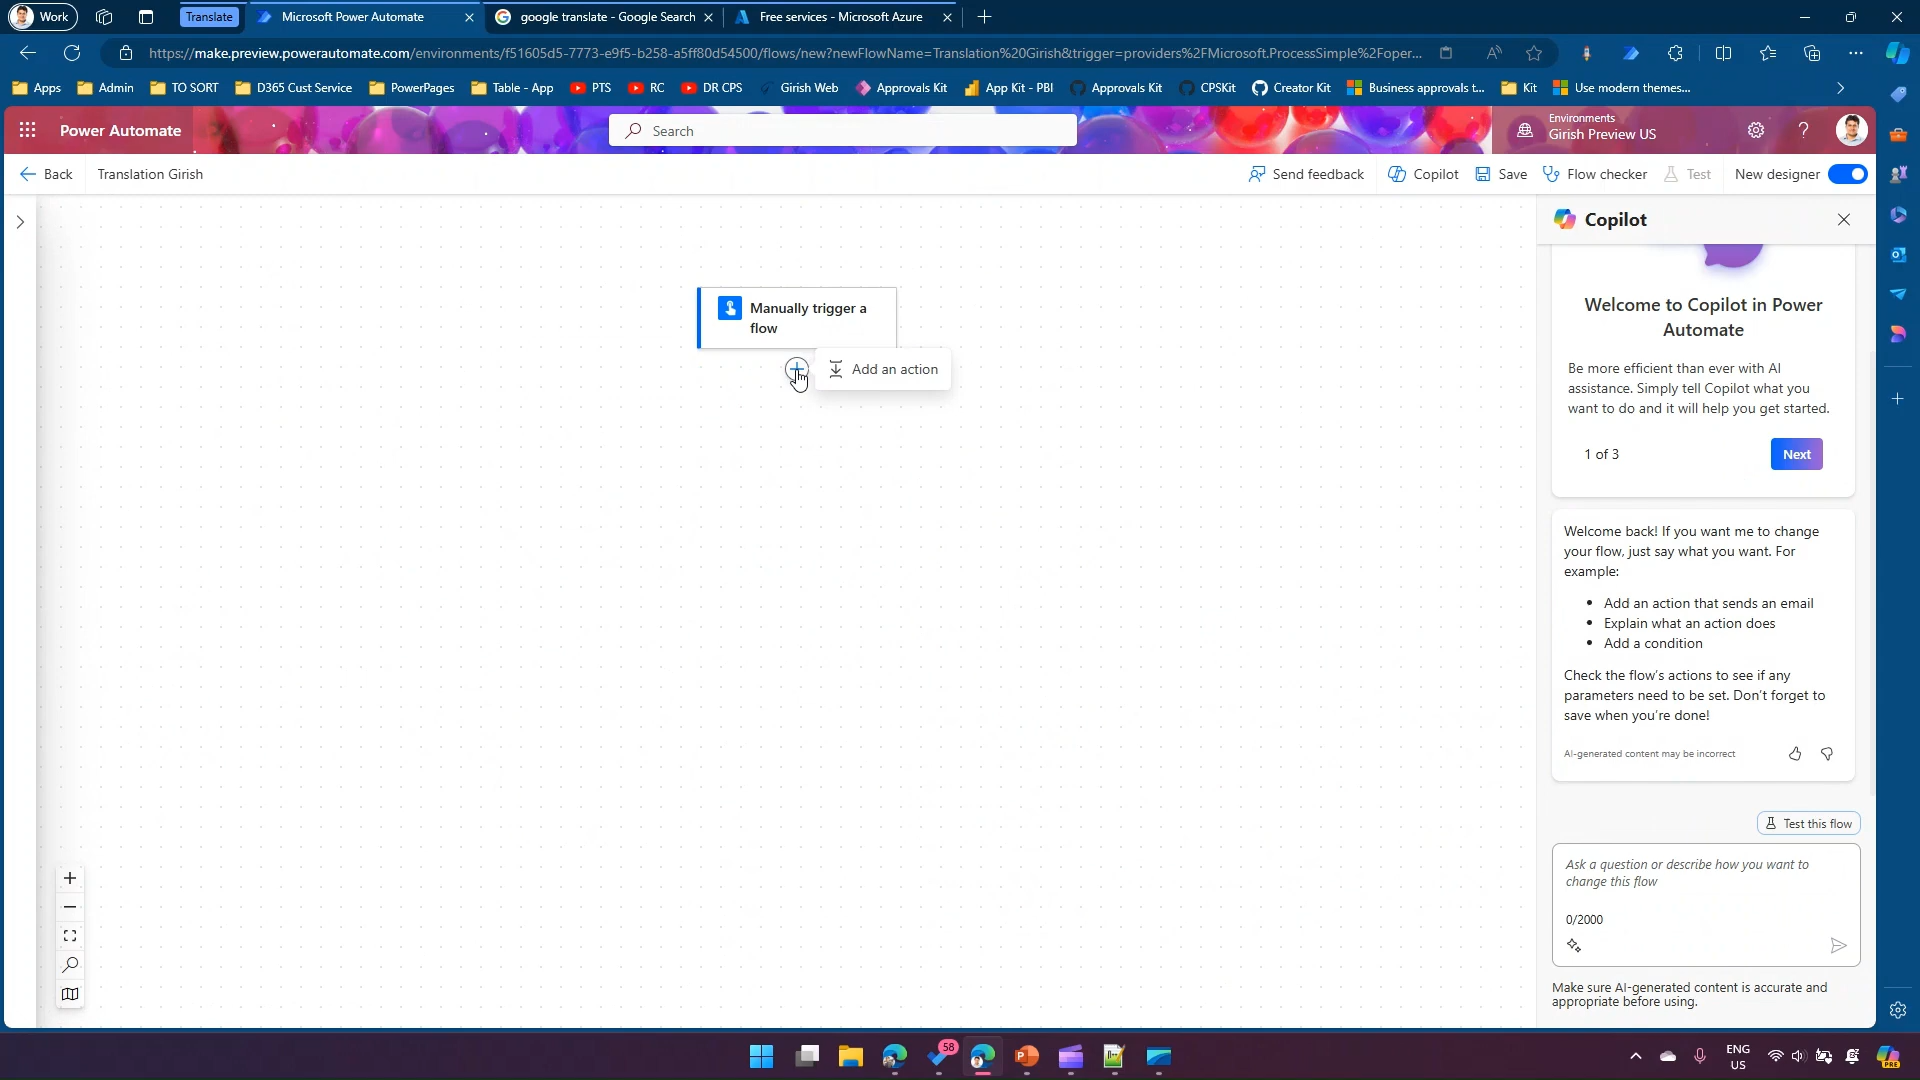 Work
Translate
Microsoft Power Automate
google translate - Google Search
Free services - Microsoft Azure
https://make.preview.powerautomate.com/environments/f51605d5-7773-e9f5-b258-a5ff80d54500/flows/new?newFlowName=Translation%20Girish&trigger=providers%2FMicrosoft.ProcessSimple%2Foper...
Apps
Admin
TO SORT
D365 Cust Service
PowerPages
Table - App
PTS
RC
DR CPS
Girish Web
Approvals Kit
App Kit - PBI
Approvals Kit
CPSKit
Creator Kit
Business approvals t...
Kit
Use modern themes...
Power Automate
Search
Environments
Girish Preview US
Back
Translation Girish
Send feedback
Copilot
Save
Flow checker
Test
New designer
Manually trigger a
flow
Add an action
Copilot
Welcome to Copilot in Power
Automate
Be more efficient than ever with AI
assistance. Simply tell Copilot what you
want to do and it will help you get started.
1 of 3
Next
Welcome back! If you want me to change
your flow, just say what you want. For
example:
• Add an action that sends an email
• Explain what an action does
• Add a condition
Check the flow's actions to see if any
parameters need to be set. Don't forget to
save when you're done!
AI-generated content may be incorrect
Test this flow
Ask a question or describe how you want to
change this flow
0/2000
Make sure AI-generated content is accurate and
appropriate before using.
58
ENG
US
PRE